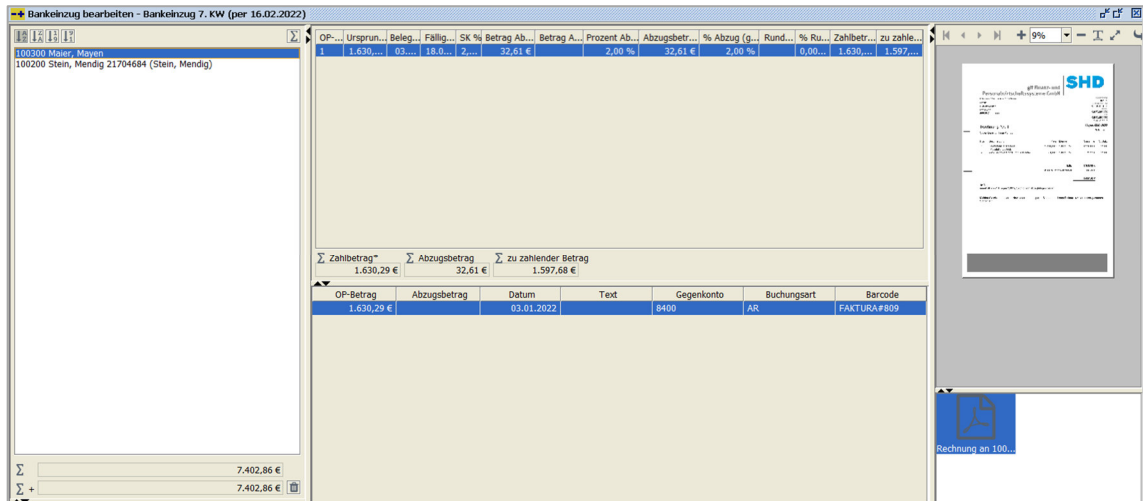 Bankeinzug bearbeiten - Bankeinzug 7. KW (per 16.02.2022)
100300 Maier, Mayen
100200 Stein, Mendig 21704684 (Stein, Mendig)
Σ 7.402,86 €
Σ + 7.402,86 €
OP-... Ursprun... Beleg... Fällig... SK % Betrag Ab... Betrag A... Prozent Ab... Abzugsbetr... % Abzug (g... Rund... % Ru... Zahlbetr... zu zahle...
1 1.630,... 03.... 18.0... 2,... 32,61 € 2,00 % 32,61 € 2,00 % 0,00... 1.630,... 1.597,...
Σ Zahlbetrag* Σ Abzugsbetrag Σ zu zahlender Betrag
1.630,29 € 32,61 € 1.597,68 €
OP-Betrag Abzugsbetrag Datum Text Gegenkonto Buchungsart Barcode
1.630,29 € 03.01.2022 8400 AR FAKTURA#809
9%
SHD
Rechnung an 100...